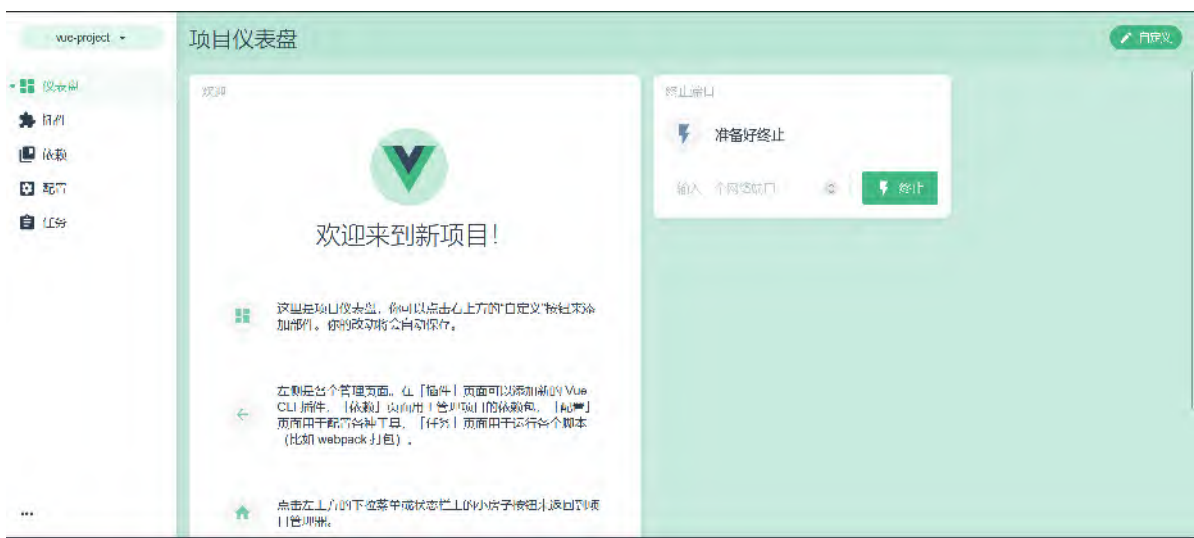 vue-project
项目仪表盘
自定义
仪表盘
插件
依赖
配置
任务
欢迎
欢迎来到新项目！
这里是项目仪表盘，你可以点击右上方的“自定义”按钮来添
加部件。你的改动将会自动保存。
左侧是各个管理页面。在「插件」页面可以添加新的 Vue
CLI 插件，「依赖」页面用于管理项目的依赖包，「配置」
页面用于配置各种工具，「任务」页面用于运行各个脚本
（比如 webpack 打包）。
点击左上方的下拉菜单或状态栏上的小房子按钮来返回到项
目管理器。
终止端口
准备好终止
输入一个网络端口
终止
...